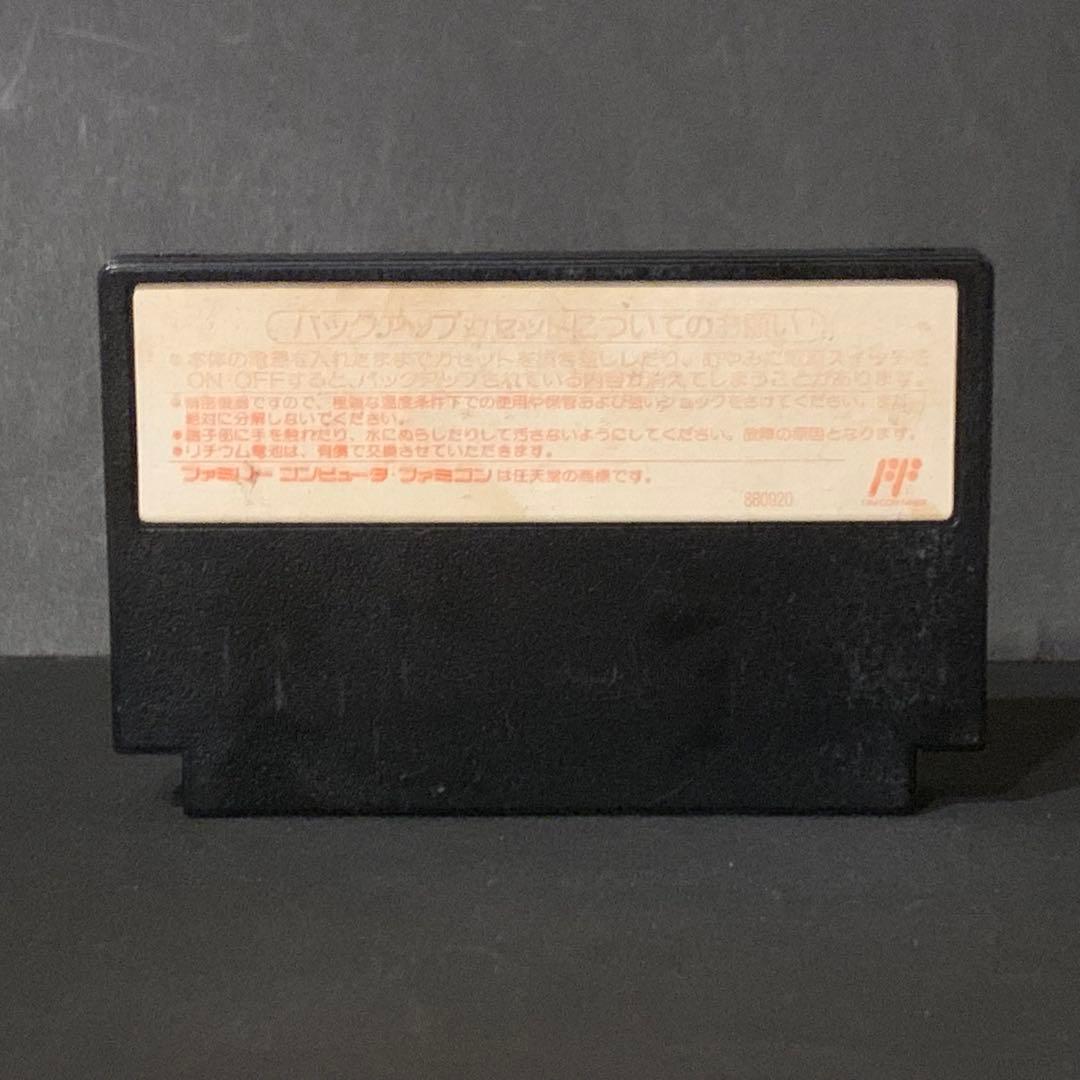 バックアップカセットについてのお願い
●本体の電源を入れたままでカセットを抜き差ししたり、むやみに電源スイッチを
ON・OFFすると、バックアップされている内容が消えてしまうことがあります。
●精密機器ですので、極端な温度条件下での使用や保管および強いショックをさけてください。また
絶対に分解しないでください。
●端子部に手を触れたり、水にぬらしたりして汚さないようにしてください。故障の原因となります。
●リチウム電池は、有償で交換させていただきます。
ファミリー コンピュータ・ファミコンは任天堂の商標です。
880920
FAMICOM FAMILY